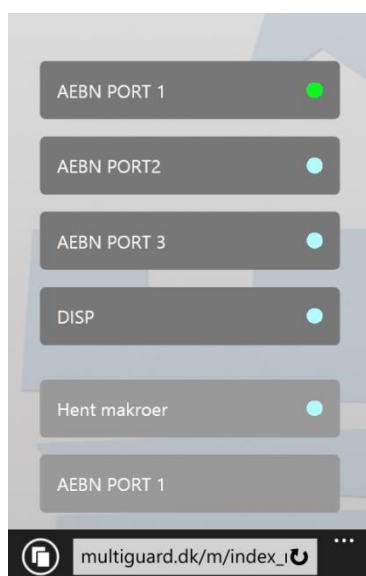 AEBN PORT 1
AEBN PORT2
AEBN PORT 3
DISP
Hent makroer
AEBN PORT 1
multiguard.dk/m/index_